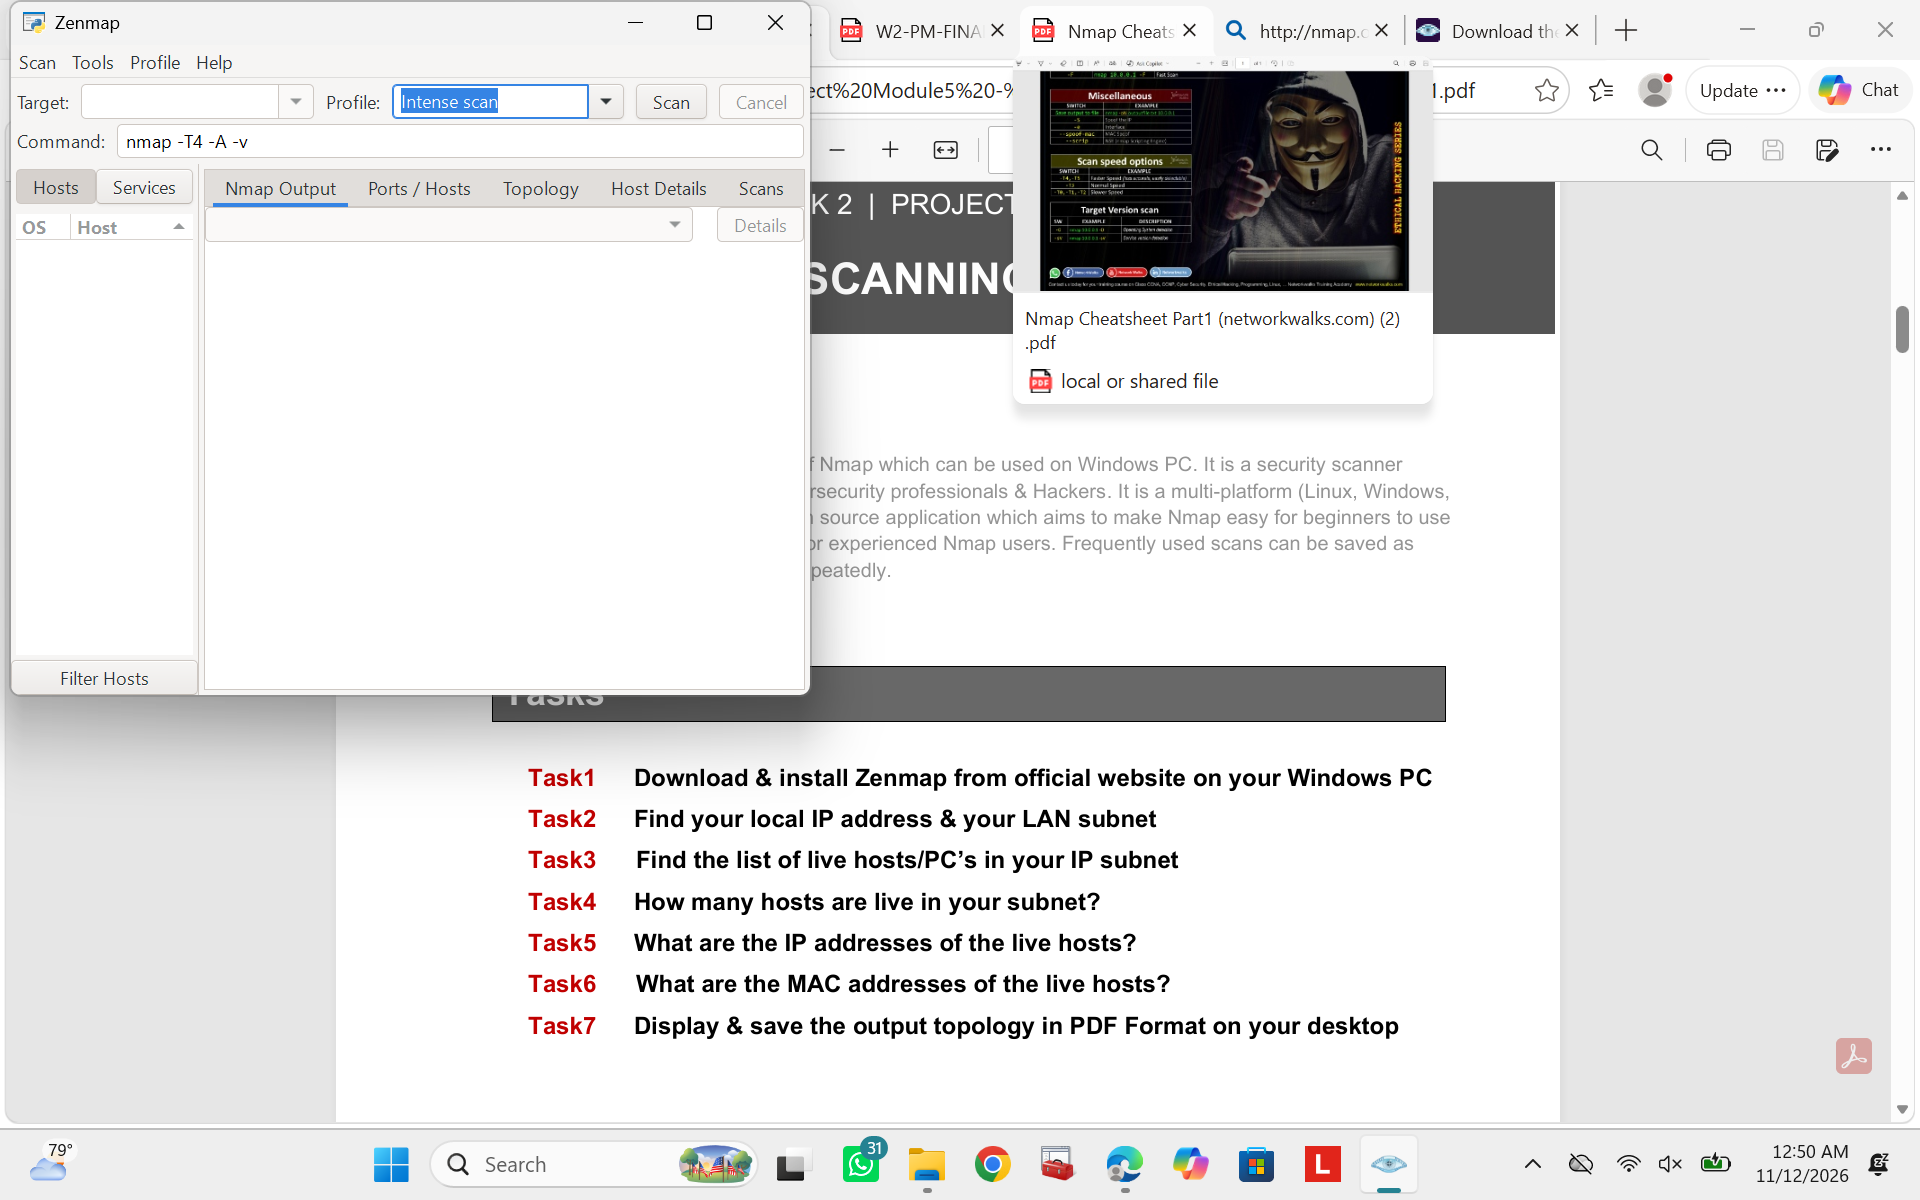 Zenmap
W2-PM-FINA
Nmap Cheats
http://nmap.c
Download the
Scan Tools Profile Help
Target:
Profile: Intense scan
Scan
Cancel
ect%20Module5%20-%
1.pdf
Update
Chat
Command: nmap -T4 -A -v
Hosts Services
Nmap Output Ports / Hosts Topology Host Details Scans
Details
OS Host
Filter Hosts
Miscellaneous
SWITCH EXAMPLE
Scan speed options
SWITCH EXAMPLE
Target Version scan
ETHICAL HACKING SERIES
Nmap Cheatsheet Part1 (networkwalks.com) (2)
.pdf
local or shared file
K 2 | PROJECT
SCANNING
f Nmap which can be used on Windows PC. It is a security scanner
rsecurity professionals & Hackers. It is a multi-platform (Linux, Windows,
n source application which aims to make Nmap easy for beginners to use
or experienced Nmap users. Frequently used scans can be saved as
peatedly.
Tasks
Task1 Download & install Zenmap from official website on your Windows PC
Task2 Find your local IP address & your LAN subnet
Task3 Find the list of live hosts/PC’s in your IP subnet
Task4 How many hosts are live in your subnet?
Task5 What are the IP addresses of the live hosts?
Task6 What are the MAC addresses of the live hosts?
Task7 Display & save the output topology in PDF Format on your desktop
79°
Search
31
L
12:50 AM
11/12/2026